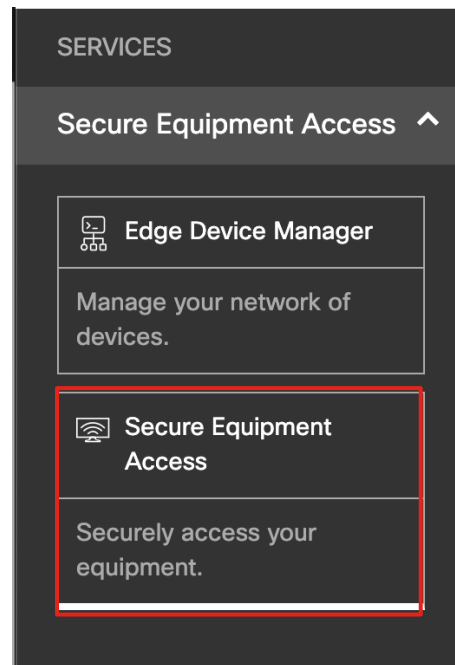 SERVICES
Secure Equipment Access
Edge Device Manager
Manage your network of
devices.
Secure Equipment
Access
Securely access your
equipment.